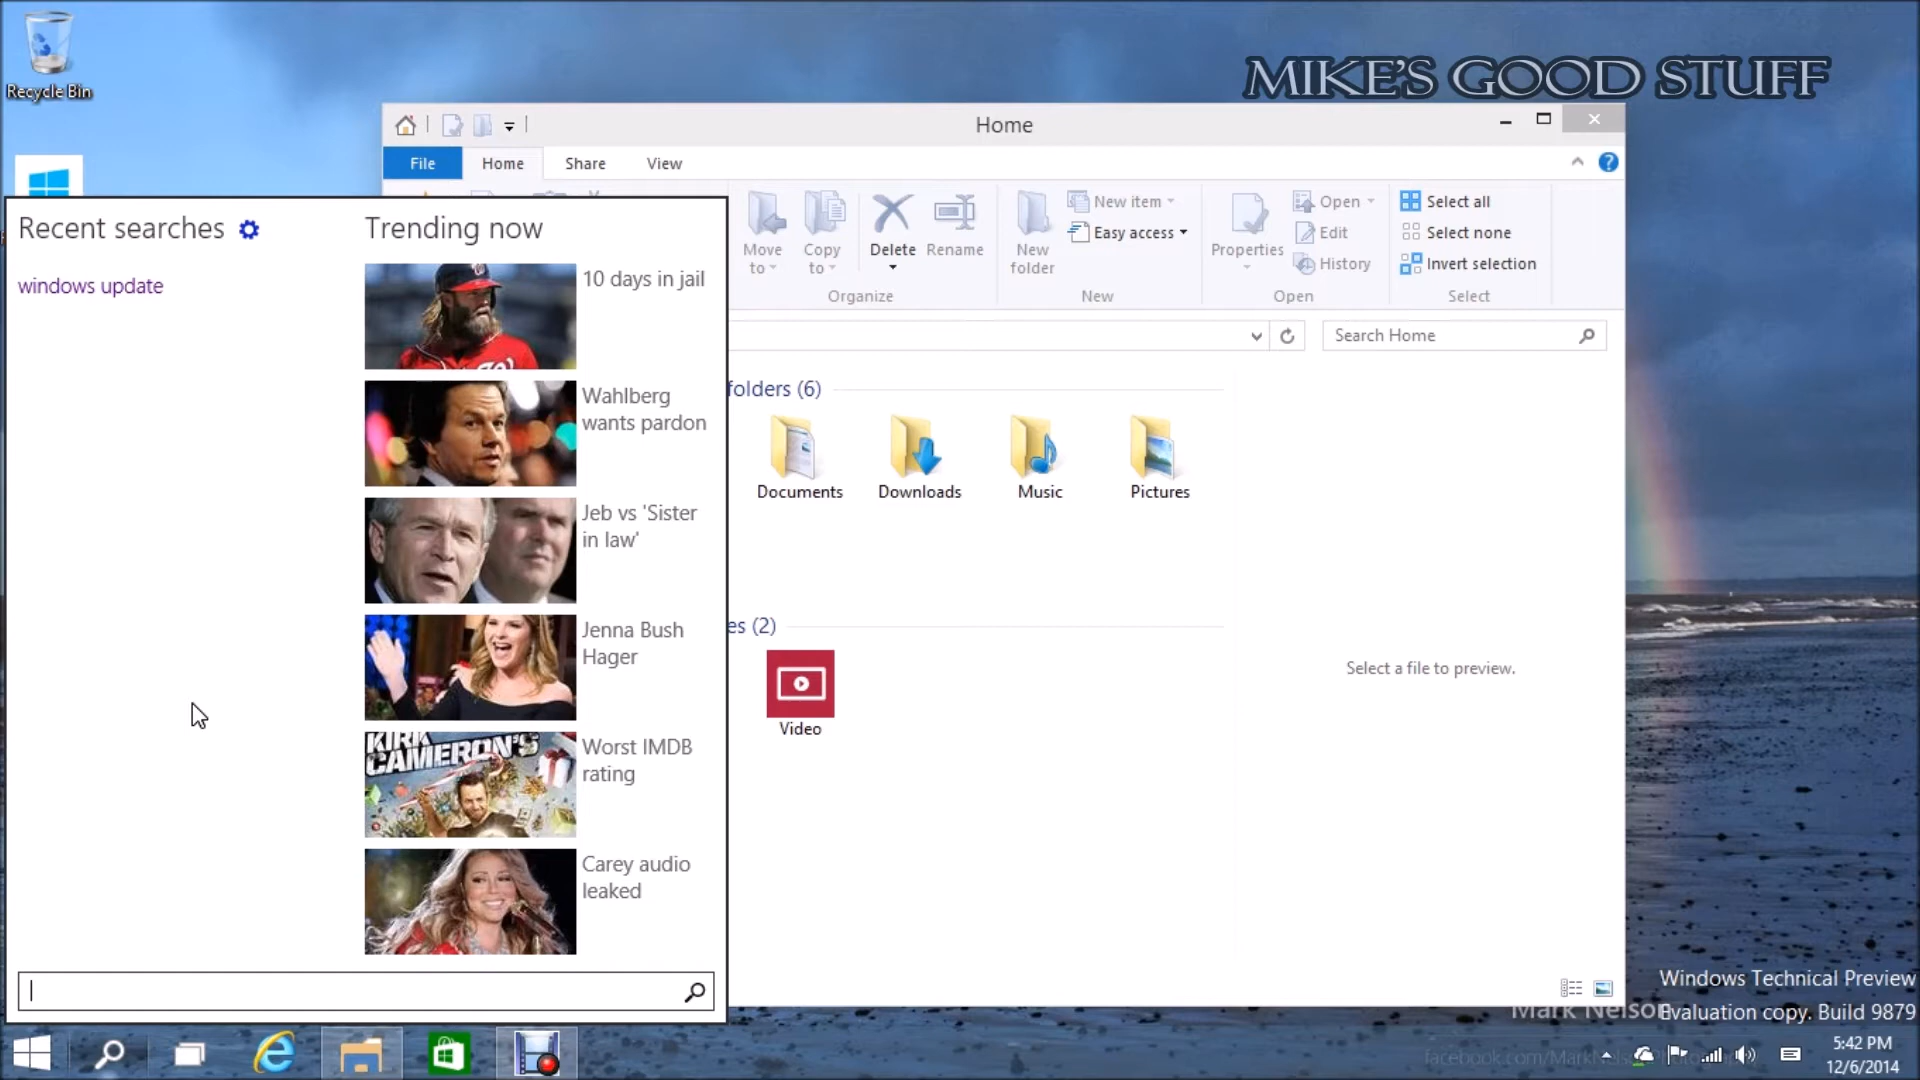 Recycle Bin
MIKE'S GOOD STUFF
Home
File
Home
Share
View
Move to
Copy to
Delete
Rename
Organize
New folder
New item
Easy access
New
Properties
Open
Edit
History
Open
Select all
Select none
Invert selection
Select
Search Home
Recent searches
windows update
Trending now
10 days in jail
Wahlberg
wants pardon
Jeb vs 'Sister
in law'
Jenna Bush
Hager
KIRK
CAMERON'S
Worst IMDB
rating
Carey audio
leaked
folders (6)
Documents
Downloads
Music
Pictures
es (2)
Video
Select a file to preview.
Windows Technical Preview
Evaluation copy. Build 9879
5:42 PM
12/6/2014